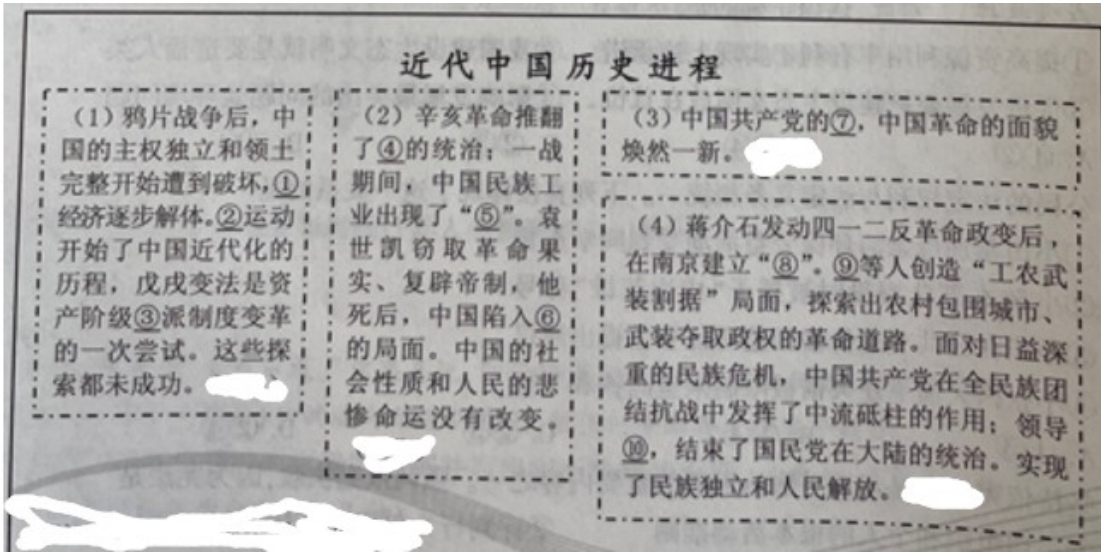 近代中国历史进程
（1）鸦片战争后，中
国的主权独立和领土
完整开始遭到破坏，①
经济逐步解体。②运动
开始了中国近代化的
历程，戊戌变法是资
产阶级③派制度变革
的一次尝试。这些探
索都未成功。
（2）辛亥革命推翻
了④的统治；一战
期间，中国民族工
业出现了“⑤”。袁
世凯窃取革命果
实、复辟帝制，他
死后，中国陷入⑥
的局面。中国的社
会性质和人民的悲
惨命运没有改变。
（3）中国共产党的⑦，中国革命的面貌
焕然一新。
（4）蒋介石发动四一二反革命政变后，
在南京建立“⑧”。⑨等人创造“工农武
装割据”局面，探索出农村包围城市、
武装夺取政权的革命道路。面对日益深
重的民族危机，中国共产党在全民族团
结抗战中发挥了中流砥柱的作用；领导
⑩，结束了国民党在大陆的统治。实现
了民族独立和人民解放。